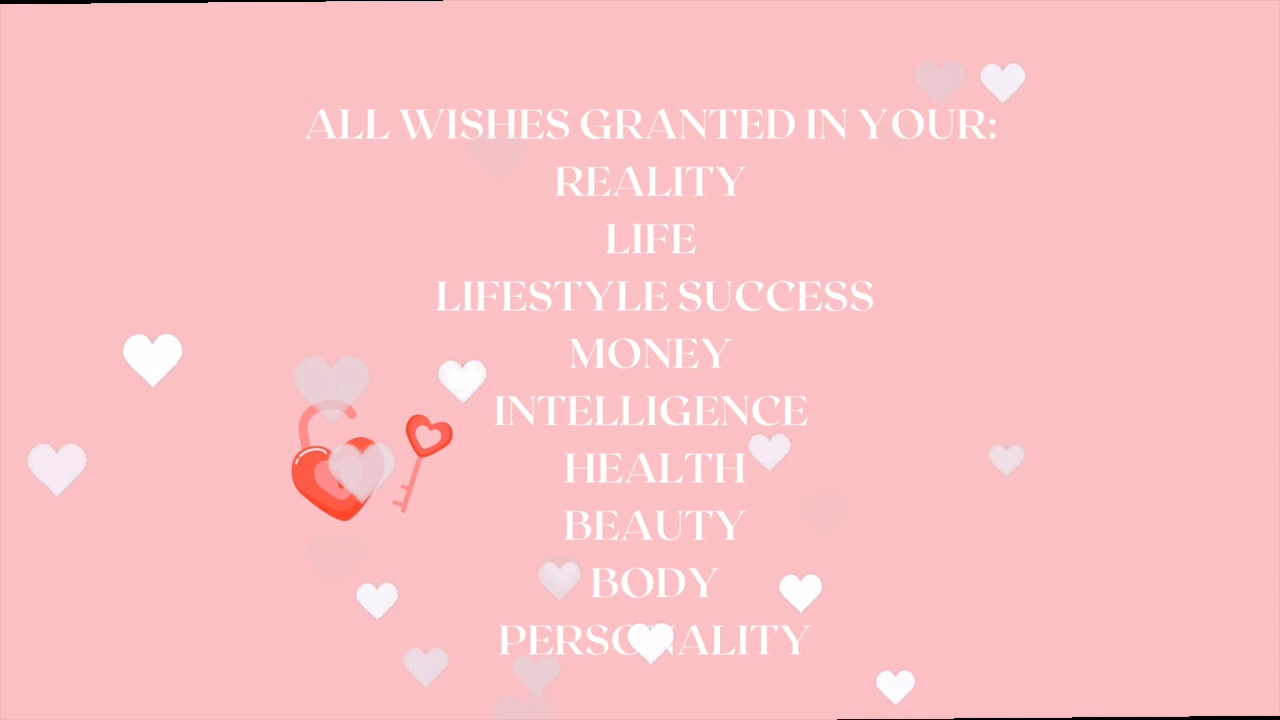 ALL WISHES GRANTED IN YOUR:
REALITY
LIFE
LIFESTYLE SUCCESS
MONEY
INTELLIGENCE
HEALTH
BEAUTY
BODY
PERSONALITY